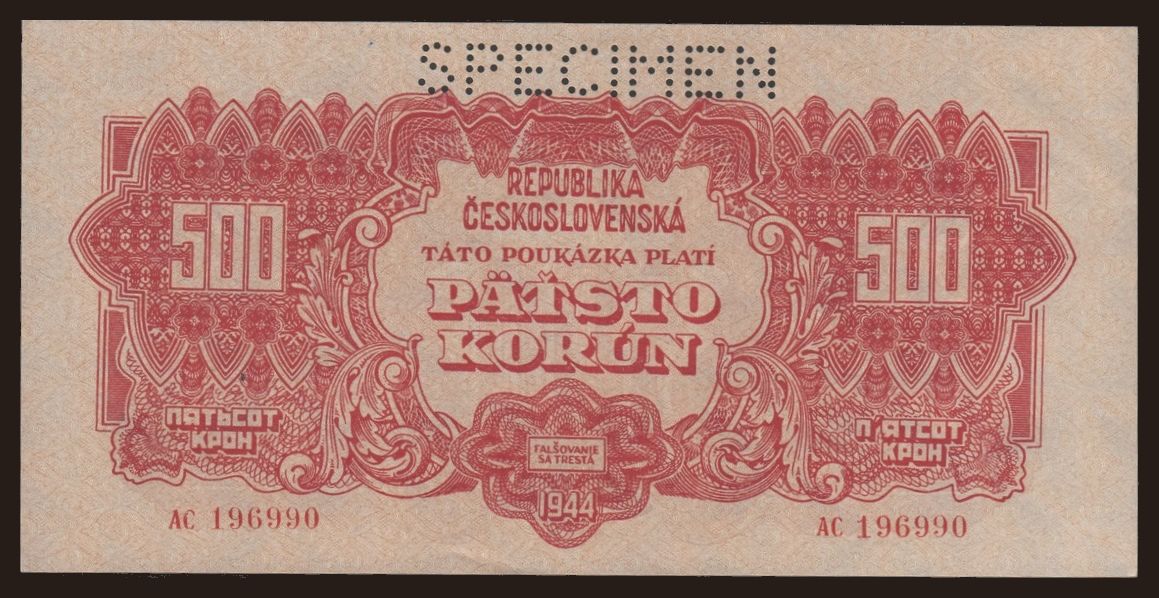 SPECIMEN
REPUBLIKA
ČESKOSLOVENSKÁ
TÁTO POUKÁZKA PLATÍ
500
500
PÄŤSTO
KORÚN
ПЯТЬСОТ
КРОН
П'ЯТСОТ
КРОН
FALŠOVANIE
SA TRESTÁ
1944
AC 196990
AC 196990